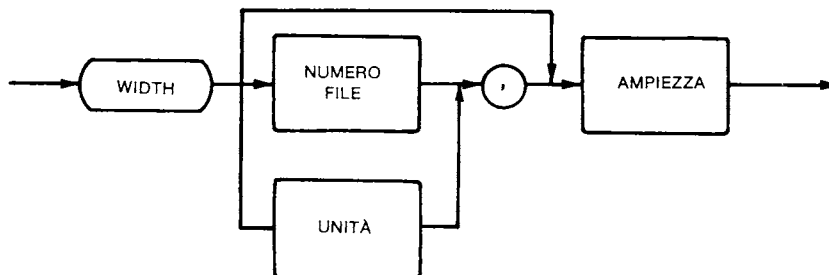 WIDTH
NUMERO
FILE
,
AMPIEZZA
UNITÀ